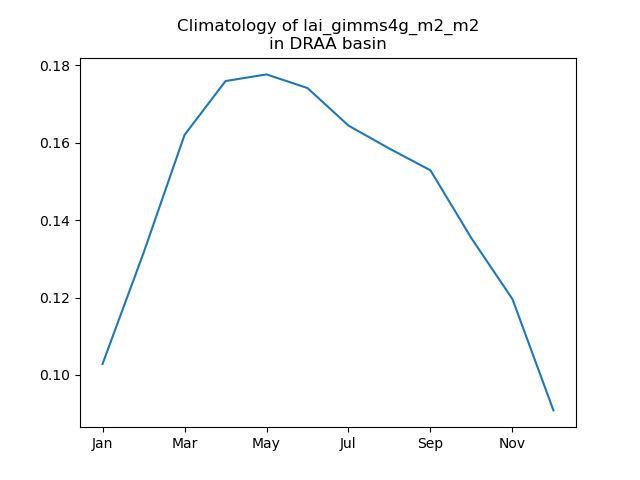 Climatology of lai_gimms4g_m2_m2
in DRAA basin
0.18
0.16
0.14
0.12
0.10
Jan Mar May Jul Sep Nov